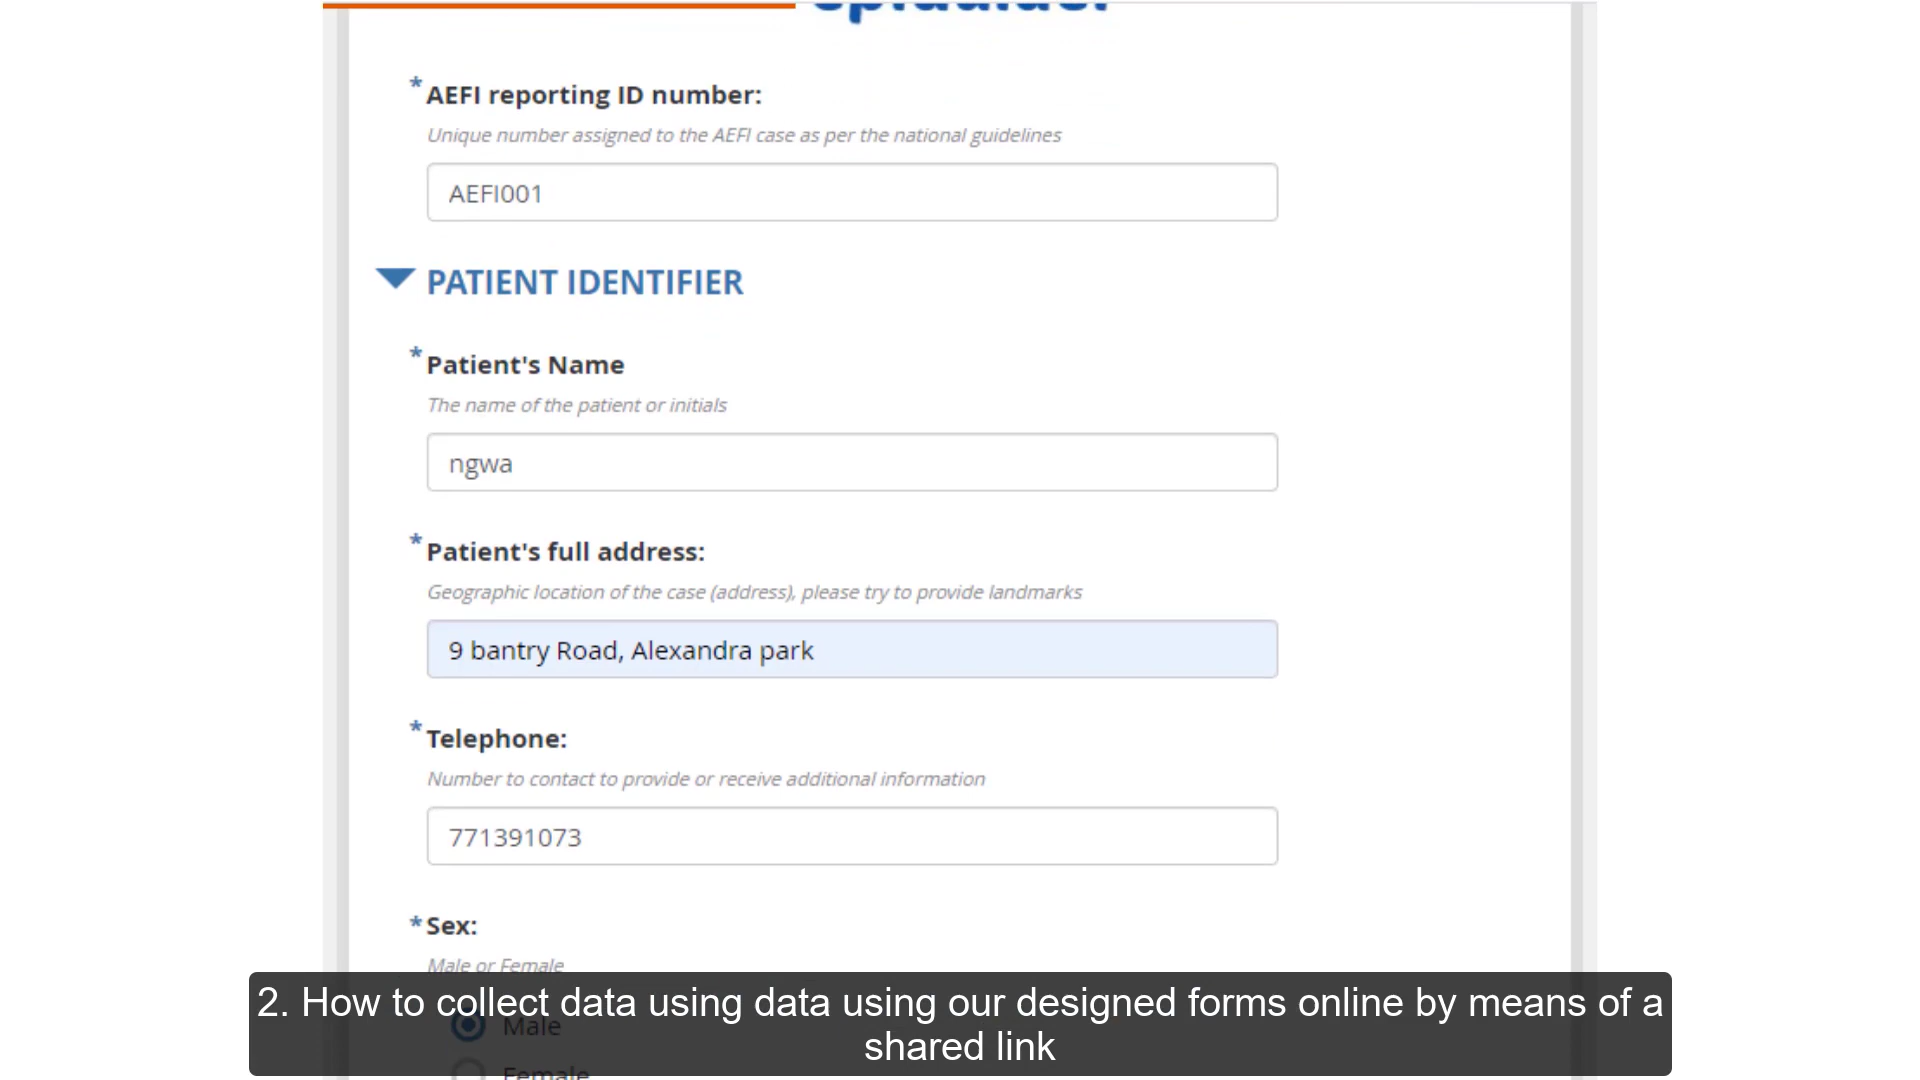 * AEFI reporting ID number:
Unique number assigned to the AEFI case as per the national guidelines
AEFI001
PATIENT IDENTIFIER
* Patient's Name
The name of the patient or initials
ngwa
* Patient's full address:
Geographic location of the case (address), please try to provide landmarks
9 bantry Road, Alexandra park
* Telephone:
Number to contact to provide or receive additional information
771391073
* Sex:
Male or Female
Male
Female
2. How to collect data using data using our designed forms online by means of a
shared link